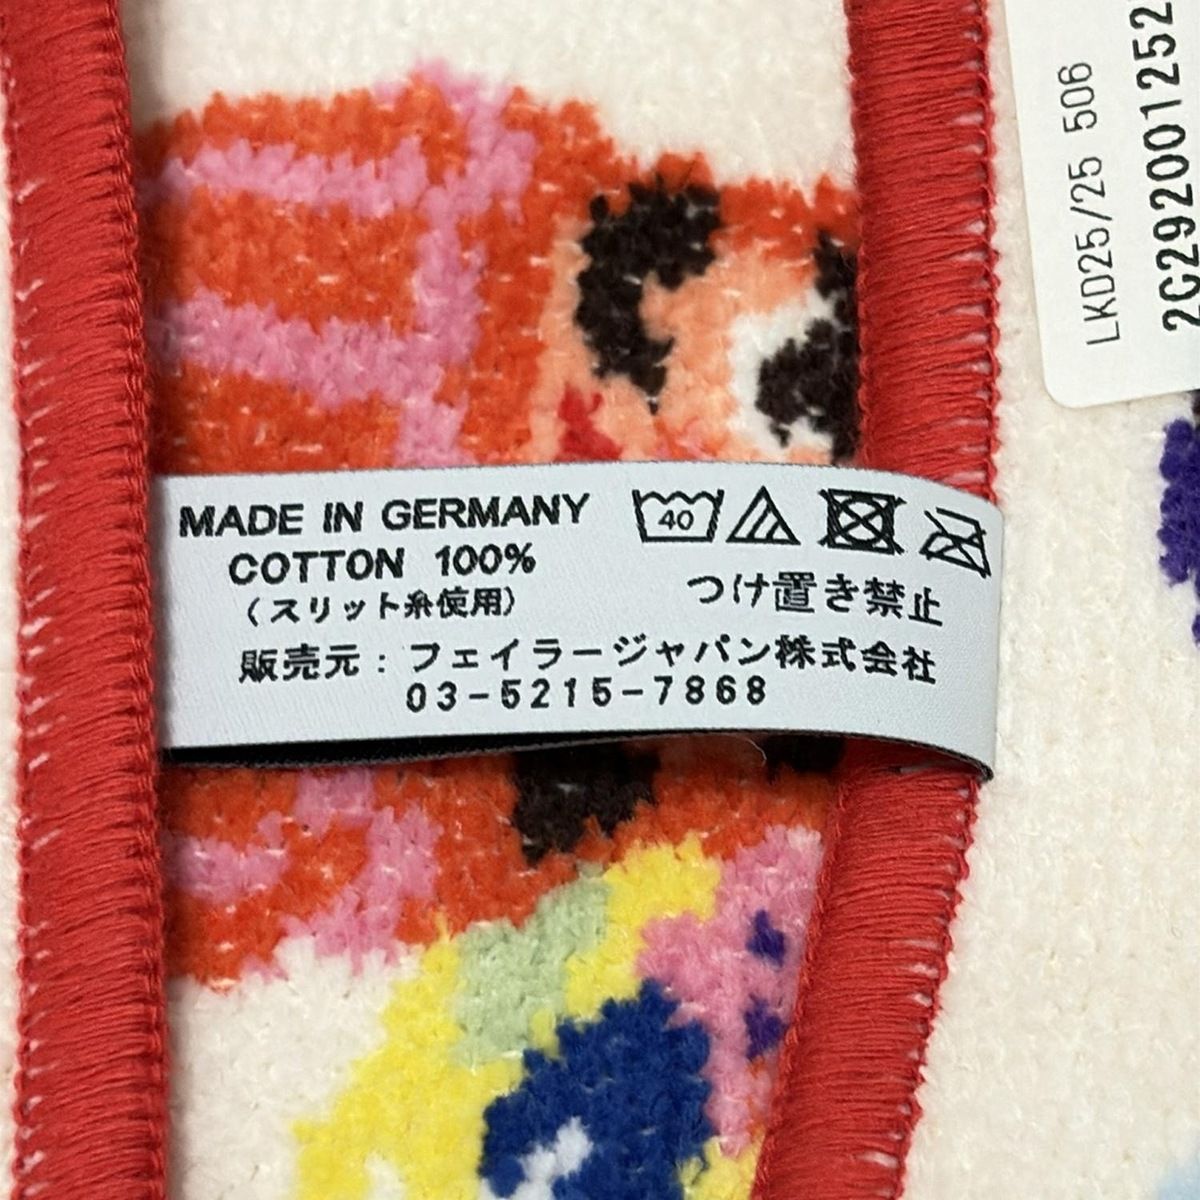 MADE IN GERMANY
COTTON 100%
（スリット糸使用）
40
つけ置き禁止
販売元：フェイラージャパン株式会社
03-5215-7868
LKD25/25 506
2C292001252